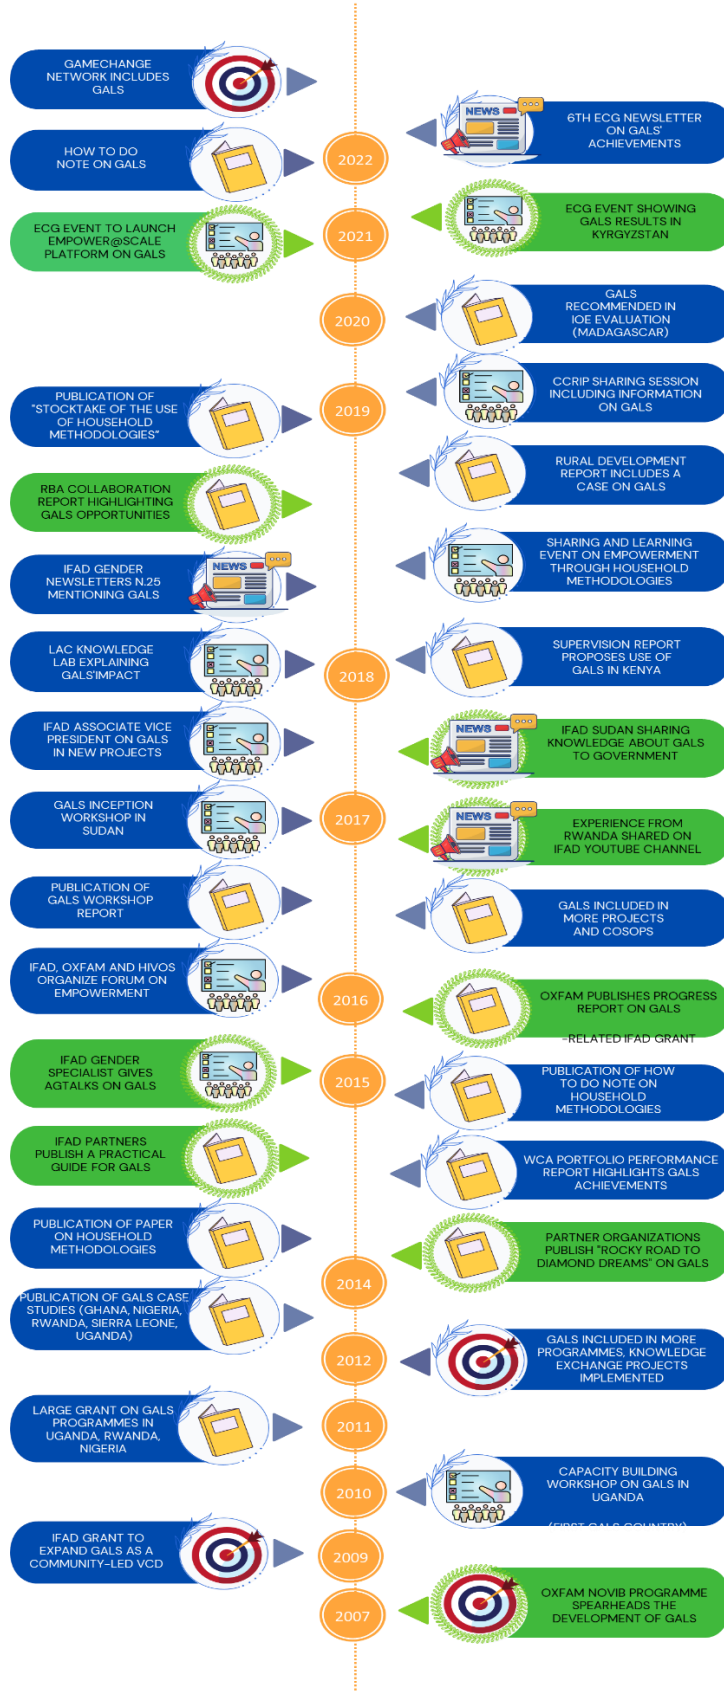 GAMECHANGE
NETWORK INCLUDES
GALS
NEWS
6TH ECG NEWSLETTER
ON GALS'
ACHIEVEMENTS
HOW TO DO
NOTE ON GALS
2022
ECG EVENT SHOWING
GALS RESULTS IN
KYRGYZSTAN
ECG EVENT TO LAUNCH
EMPOWER@SCALE
PLATFORM ON GALS
2021
GALS
RECOMMENDED IN
IOE EVALUATION
(MADAGASCAR)
2020
CCRIP SHARING SESSION
INCLUDING INFORMATION
ON GALS
PUBLICATION OF
"STOCKTAKE OF THE USE
OF HOUSEHOLD
METHODOLOGIES"
2019
RURAL DEVELOPMENT
REPORT INCLUDES A
CASE ON GALS
RBA COLLABORATION
REPORT HIGHLIGHTING
GALS OPPORTUNITIES
SHARING AND LEARNING
EVENT ON EMPOWERMENT
THROUGH HOUSEHOLD
METHODOLOGIES
IFAD GENDER
NEWSLETTERS N.25
MENTIONING GALS
NEWS
SUPERVISION REPORT
PROPOSES USE OF
GALS IN KENYA
LAC KNOWLEDGE
LAB EXPLAINING
GALS'IMPACT
2018
IFAD ASSOCIATE VICE
PRESIDENT ON GALS
IN NEW PROJECTS
NEWS
IFAD SUDAN SHARING
KNOWLEDGE ABOUT GALS
TO GOVERNMENT
GALS INCEPTION
WORKSHOP IN
SUDAN
2017
NEWS
EXPERIENCE FROM
RWANDA SHARED ON
IFAD YOUTUBE CHANNEL
PUBLICATION OF
GALS WORKSHOP
REPORT
GALS INCLUDED IN
MORE PROJECTS
AND COSOPS
IFAD, OXFAM AND HIVOS
ORGANIZE FORUM ON
EMPOWERMENT
2016
OXFAM PUBLISHES PROGRESS
REPORT ON GALS
-RELATED IFAD GRANT
IFAD GENDER
SPECIALIST GIVES
AGTALKS ON GALS
2015
PUBLICATION OF HOW
TO DO NOTE ON
HOUSEHOLD
METHODOLOGIES
IFAD PARTNERS
PUBLISH A PRACTICAL
GUIDE FOR GALS
WCA PORTFOLIO PERFORMANCE
REPORT HIGHLIGHTS GALS
ACHIEVEMENTS
PUBLICATION OF PAPER
ON HOUSEHOLD
METHODOLOGIES
PARTNER ORGANIZATIONS
PUBLISH "ROCKY ROAD TO
DIAMOND DREAMS" ON GALS
2014
PUBLICATION OF GALS CASE
STUDIES (GHANA, NIGERIA,
RWANDA, SIERRA LEONE,
UGANDA)
2012
GALS INCLUDED IN MORE
PROGRAMMES, KNOWLEDGE
EXCHANGE PROJECTS
IMPLEMENTED
LARGE GRANT ON GALS
PROGRAMMES IN
UGANDA, RWANDA,
NIGERIA
2011
CAPACITY BUILDING
WORKSHOP ON GALS IN
UGANDA
(FIRST GALS COUNTRY)
2010
IFAD GRANT TO
EXPAND GALS AS A
COMMUNITY-LED VCD
2009
OXFAM NOVIB PROGRAMME
SPEARHEADS THE
DEVELOPMENT OF GALS
2007